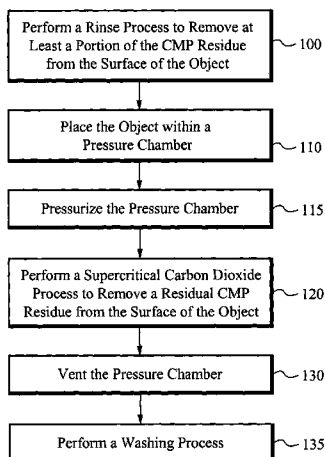 Perform a Rinse Process to Remove at
Least a Portion of the CMP Residue
from the Surface of the Object
100
Place the Object within a
Pressure Chamber
110
Pressurize the Pressure Chamber
115
Perform a Supercritical Carbon Dioxide
Process to Remove a Residual CMP
Residue from the Surface of the Object
120
Vent the Pressure Chamber
130
Perform a Washing Process
135